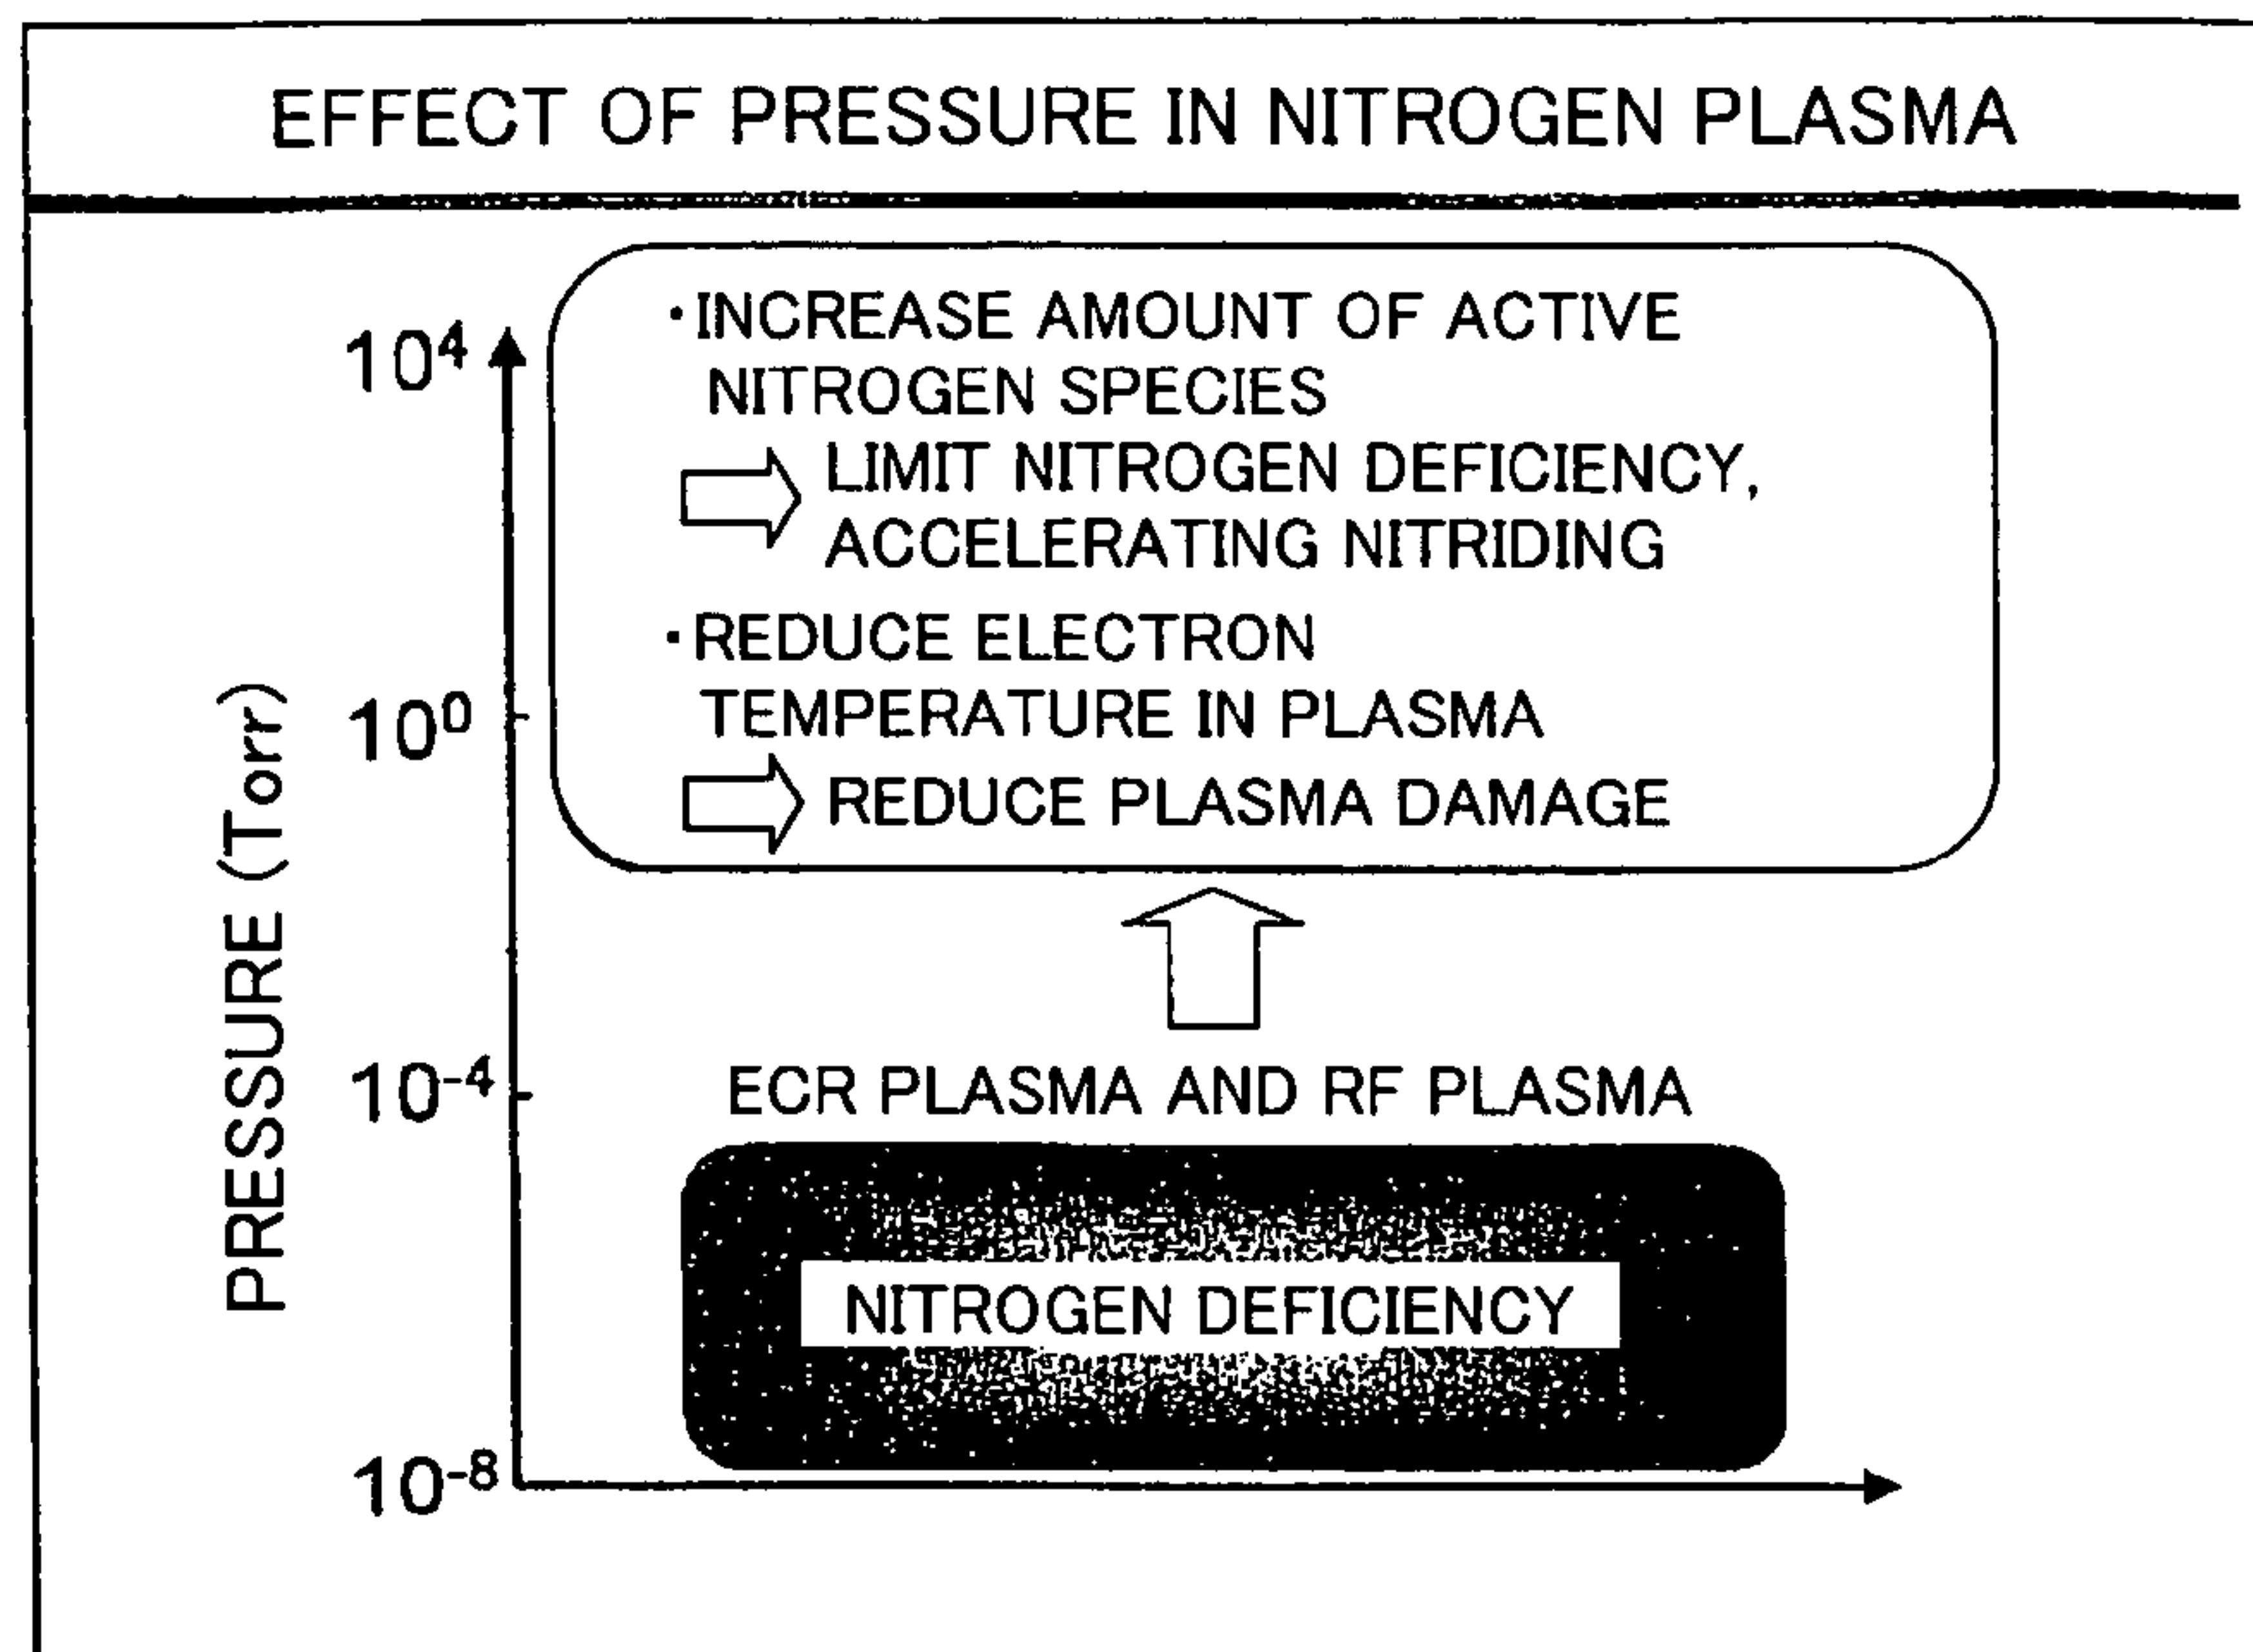 EFFECT OF PRESSURE IN NITROGEN PLASMA
10⁴
・INCREASE AMOUNT OF ACTIVE
NITROGEN SPECIES
LIMIT NITROGEN DEFICIENCY,
ACCELERATING NITRIDING
・REDUCE ELECTRON
TEMPERATURE IN PLASMA
REDUCE PLASMA DAMAGE
10⁰
PRESSURE (Torr)
10⁻⁴
ECR PLASMA AND RF PLASMA
NITROGEN DEFICIENCY
10⁻⁸